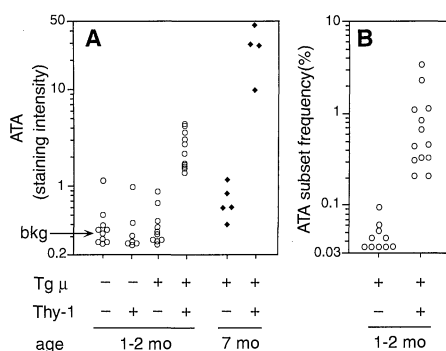 A
B
ATA
(staining intensity)
50
10
1
0.2
bkg
ATA subset frequency(%)
10
1
0.1
0.03
Tg μ − − + + + + + +
Thy-1 − + − + − + − +
age 1-2 mo 7 mo 1-2 mo